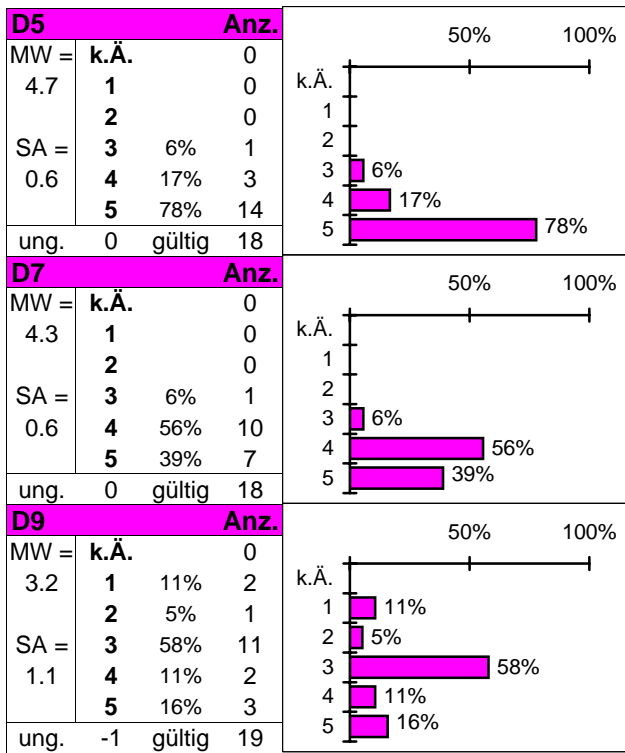 D5 Anz.
MW = k.Ä. 0
4.7 1 0
2 0
SA = 3 6% 1
0.6 4 17% 3
5 78% 14
ung. 0 gültig 18
50% 100%
k.Ä.
1
2
3 6%
4 17%
5 78%
D7 Anz.
MW = k.Ä. 0
4.3 1 0
2 0
SA = 3 6% 1
0.6 4 56% 10
5 39% 7
ung. 0 gültig 18
50% 100%
k.Ä.
1
2
3 6%
4 56%
5 39%
D9 Anz.
MW = k.Ä. 0
3.2 1 11% 2
2 5% 1
SA = 3 58% 11
1.1 4 11% 2
5 16% 3
ung. -1 gültig 19
50% 100%
k.Ä.
1 11%
2 5%
3 58%
4 11%
5 16%